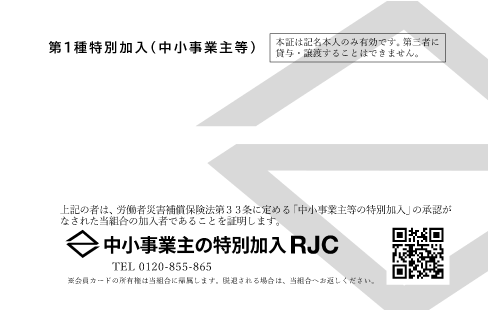 第1種特別加入（中小事業主等）
本証は記名本人のみ有効です。第三者に
貸与・譲渡することはできません。
上記の者は、労働者災害補償保険法第３３条に定める「中小事業主等の特別加入」の承認が
なされた当組合の加入者であることを証明します。
中小事業主の特別加入 RJC
TEL 0120-855-865
※会員カードの所有権は当組合に帰属します。脱退される場合は、当組合へお返しください。